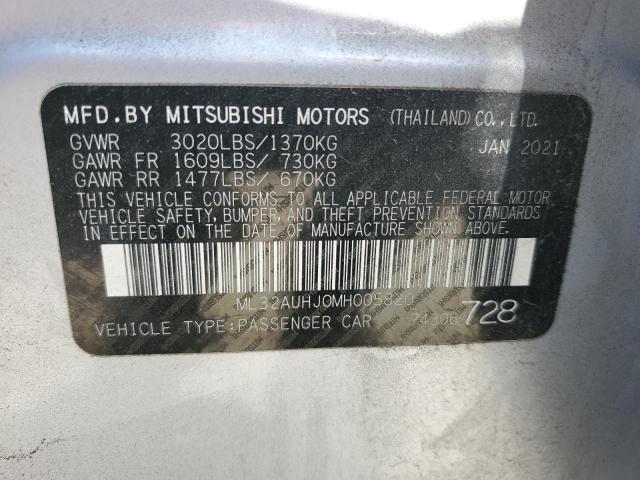 MFD.BY MITSUBISHI MOTORS (THAILAND) CO., LTD.
GVWR 3020LBS/1370KG JAN 2021
GAWR FR 1609LBS/ 730KG
GAWR RR 1477LBS/ 670KG
THIS VEHICLE CONFORMS TO ALL APPLICABLE FEDERAL MOTOR
VEHICLE SAFETY, BUMPER, AND THEFT PREVENTION STANDARDS
IN EFFECT ON THE DATE OF MANUFACTURE SHOWN ABOVE.
ML32AUHJ0MH005820
VEHICLE TYPE:PASSENGER CAR 7430D 728